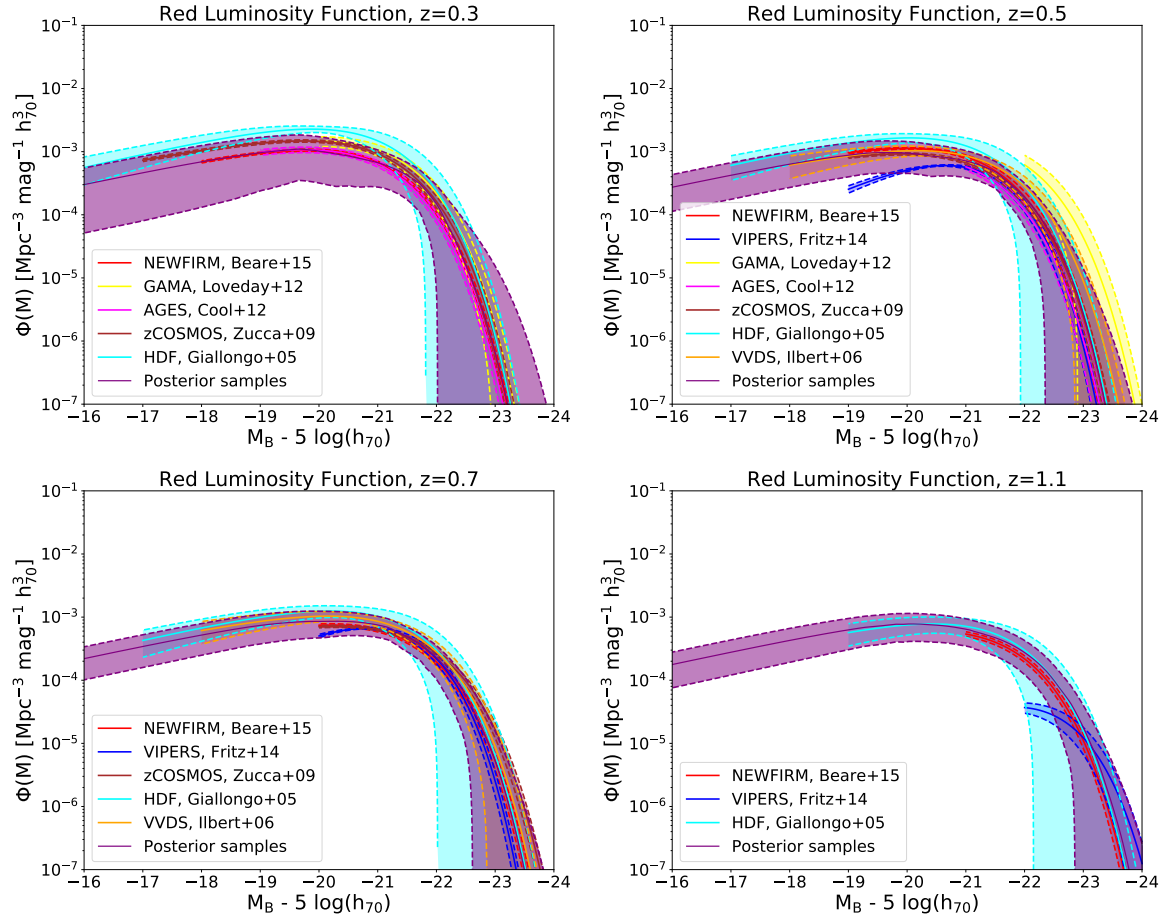 Red Luminosity Function, z=0.3
10⁻¹
10⁻²
10⁻³
10⁻⁴
10⁻⁵
10⁻⁶
10⁻⁷
Φ(M) [Mpc⁻³ mag⁻¹ h³₇₀]
NEWFIRM, Beare+15
GAMA, Loveday+12
AGES, Cool+12
zCOSMOS, Zucca+09
HDF, Giallongo+05
Posterior samples
−16 −17 −18 −19 −20 −21 −22 −23 −24
M_B - 5 log(h₇₀)
Red Luminosity Function, z=0.5
10⁻¹
10⁻²
10⁻³
10⁻⁴
10⁻⁵
10⁻⁶
10⁻⁷
Φ(M) [Mpc⁻³ mag⁻¹ h³₇₀]
NEWFIRM, Beare+15
VIPERS, Fritz+14
GAMA, Loveday+12
AGES, Cool+12
zCOSMOS, Zucca+09
HDF, Giallongo+05
VVDS, Ilbert+06
Posterior samples
−16 −17 −18 −19 −20 −21 −22 −23 −24
M_B - 5 log(h₇₀)
Red Luminosity Function, z=0.7
10⁻¹
10⁻²
10⁻³
10⁻⁴
10⁻⁵
10⁻⁶
10⁻⁷
Φ(M) [Mpc⁻³ mag⁻¹ h³₇₀]
NEWFIRM, Beare+15
VIPERS, Fritz+14
zCOSMOS, Zucca+09
HDF, Giallongo+05
VVDS, Ilbert+06
Posterior samples
−16 −17 −18 −19 −20 −21 −22 −23 −24
M_B - 5 log(h₇₀)
Red Luminosity Function, z=1.1
10⁻¹
10⁻²
10⁻³
10⁻⁴
10⁻⁵
10⁻⁶
10⁻⁷
Φ(M) [Mpc⁻³ mag⁻¹ h³₇₀]
NEWFIRM, Beare+15
VIPERS, Fritz+14
HDF, Giallongo+05
Posterior samples
−16 −17 −18 −19 −20 −21 −22 −23 −24
M_B - 5 log(h₇₀)